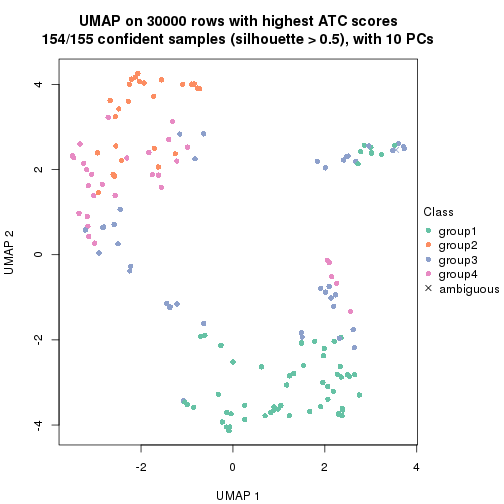 UMAP on 30000 rows with highest ATC scores
154/155 confident samples (silhouette > 0.5), with 10 PCs
4
2
0
-2
-4
UMAP 2
-2
0
2
4
UMAP 1
Class
group1
group2
group3
group4
× ambiguous